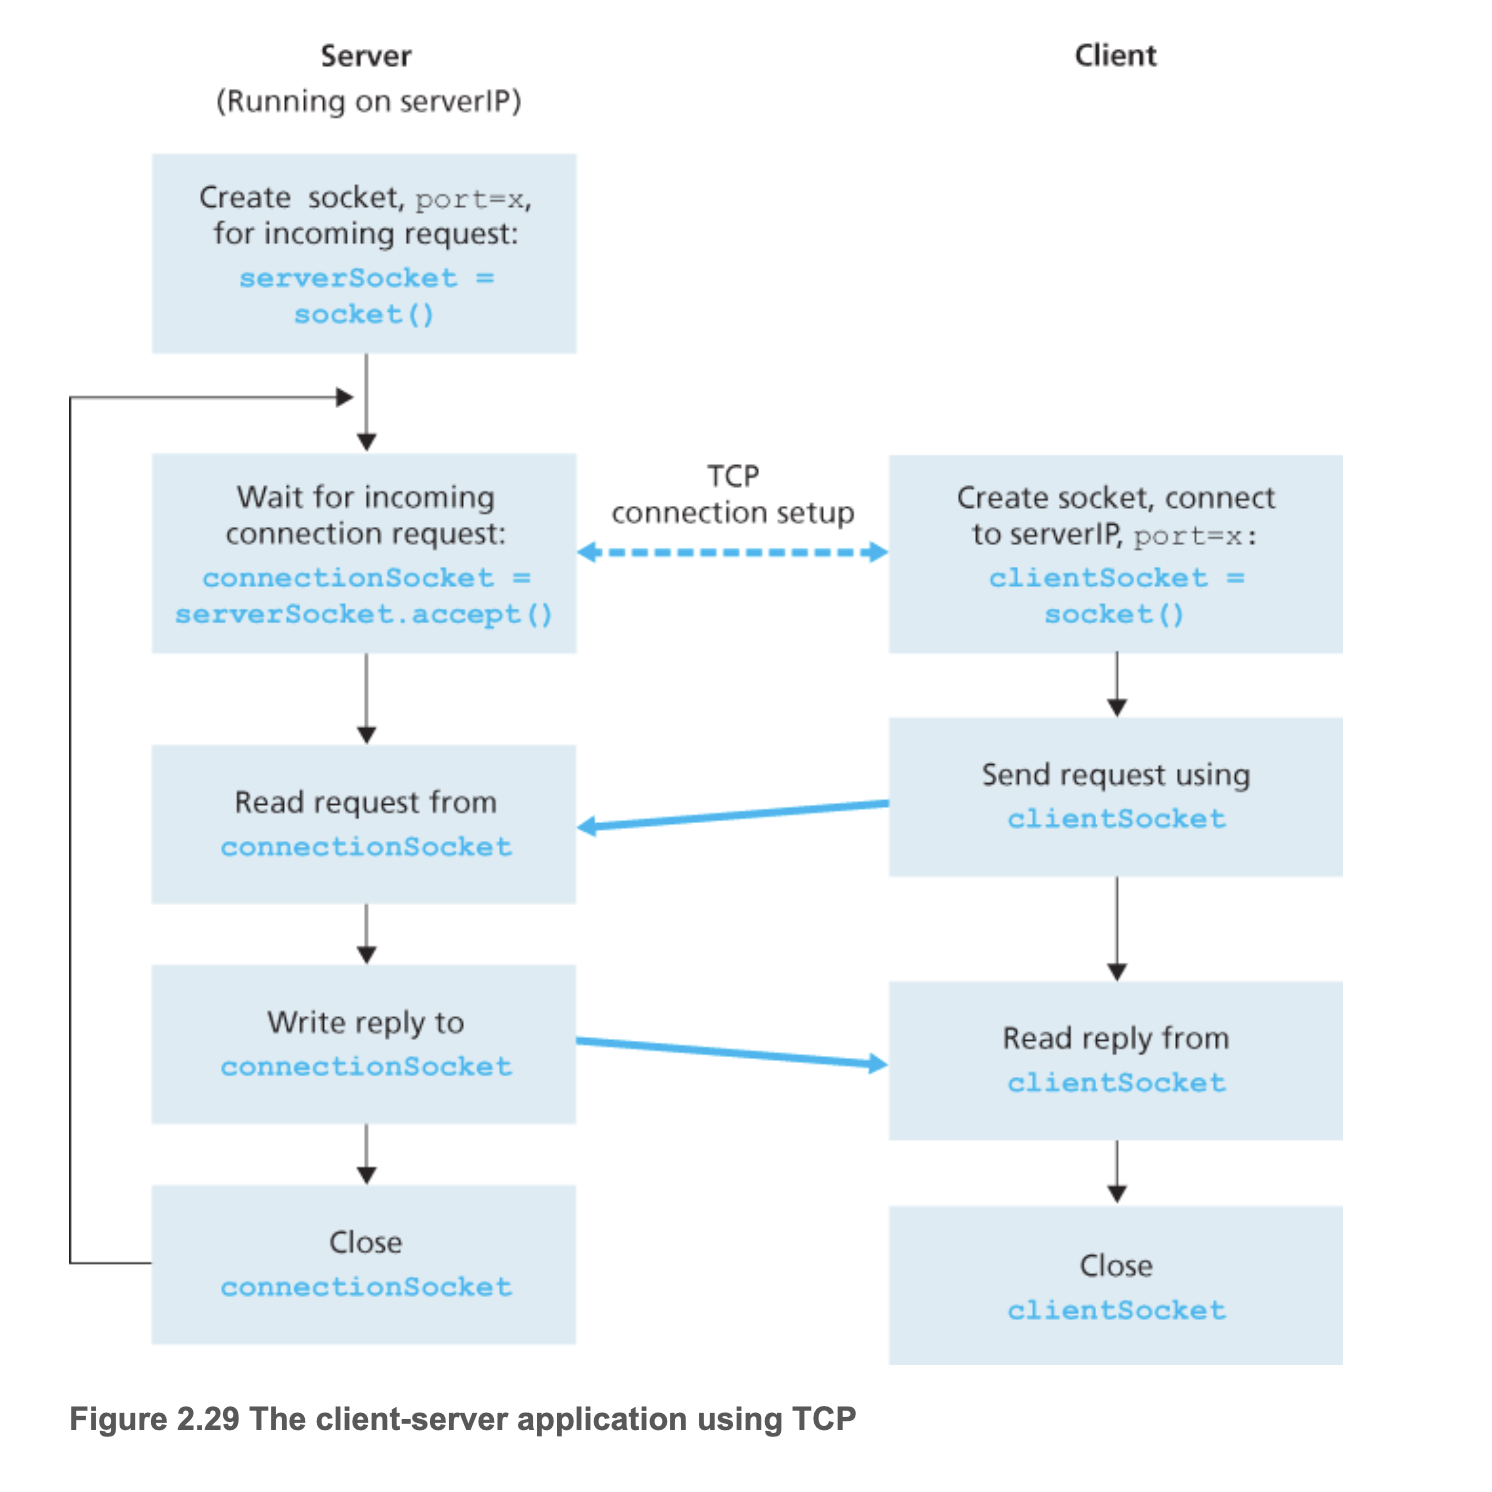 Server
(Running on serverIP)
Create socket, port=x,
for incoming request:
serverSocket =
socket()
Wait for incoming
connection request:
connectionSocket =
serverSocket.accept()
Read request from
connectionSocket
Write reply to
connectionSocket
Close
connectionSocket
TCP
connection setup
Client
Create socket, connect
to serverIP, port=x:
clientSocket =
socket()
Send request using
clientSocket
Read reply from
clientSocket
Close
clientSocket
Figure 2.29 The client-server application using TCP